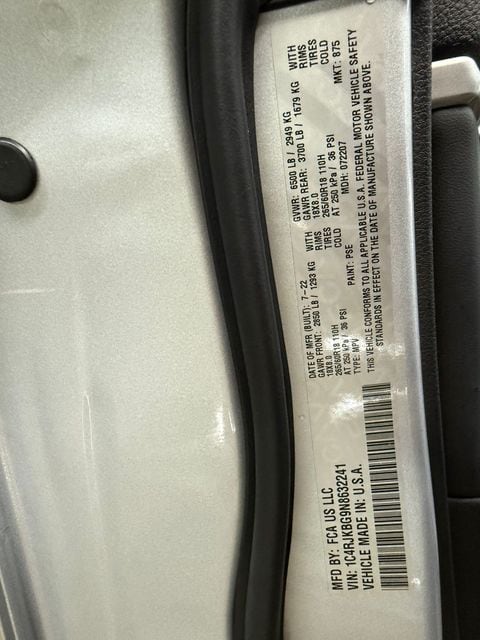 MFD BY: FCA US LLC
VIN: 1C4RJKBG9N8632241
VEHICLE MADE IN: U.S.A.
DATE OF MFR (BUILT): 7-22 GVWR: 6500 LB / 2949 KG
GAWR FRONT: 2850 LB / 1293 KG WITH GAWR REAR: 3700 LB / 1679 KG WITH
18X8.0 RIMS 18X8.0 RIMS
265/60R18 110H TIRES 265/60R18 110H TIRES
AT 250 kPa / 36 PSI COLD AT 250 kPa / 36 PSI COLD
TYPE: MPV PAINT: PSE MDH: 072207 MKT: 875
THIS VEHICLE CONFORMS TO ALL APPLICABLE U.S.A. FEDERAL MOTOR VEHICLE SAFETY
STANDARDS IN EFFECT ON THE DATE OF MANUFACTURE SHOWN ABOVE.